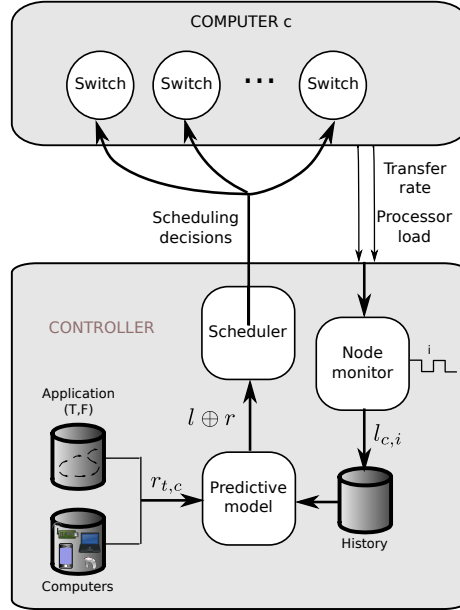 COMPUTER c
Switch
Switch
...
Switch
Transfer
rate
Processor
load
Scheduling
decisions
CONTROLLER
Scheduler
Node
monitor
i
Application
(T,F)
l ⊕ r
l_{c,i}
r_{t,c}
Predictive
model
History
Computers